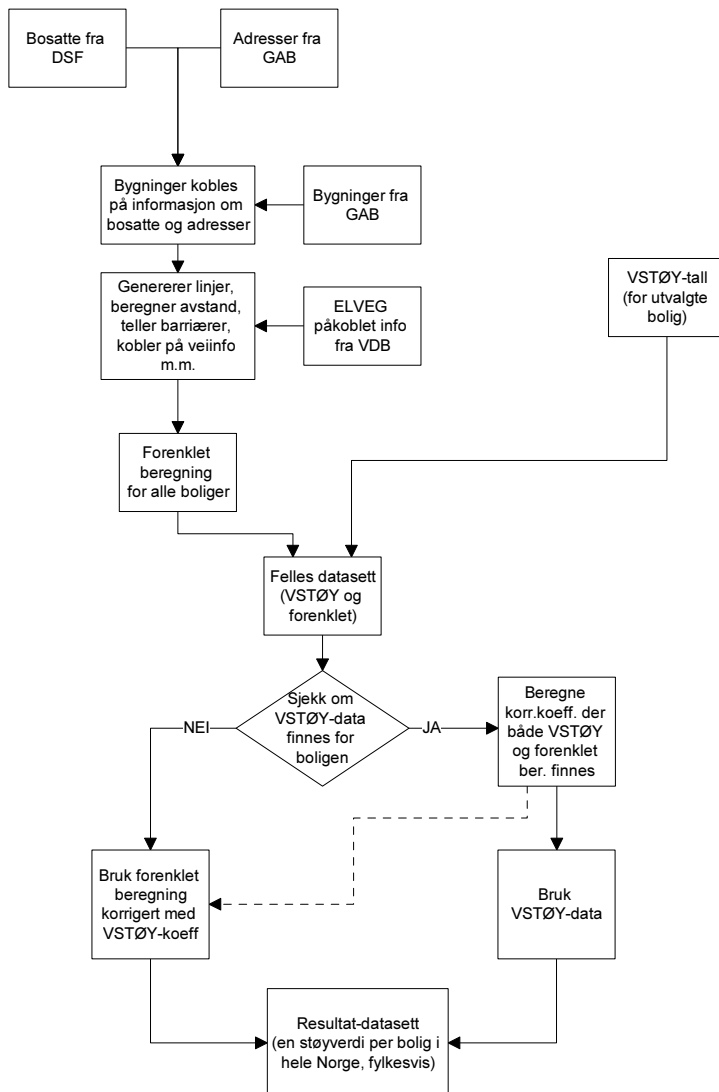 Bosatte fra
DSF
Adresser fra
GAB
Bygninger kobles
på informasjon om
bosatte og adresser
Bygninger fra
GAB
Genererer linjer,
beregner avstand,
teller barriærer,
kobler på veiinfo
m.m.
ELVEG
påkoblet info
fra VDB
VSTØY-tall
(for utvalgte
bolig)
Forenklet
beregning
for alle boliger
Felles datasett
(VSTØY og
forenklet)
Sjekk om
VSTØY-data
finnes for
boligen
NEI
JA
Beregne
korr.koeff. der
både VSTØY
og forenklet
ber. finnes
Bruk forenklet
beregning
korrigert med
VSTØY-koeff
Bruk
VSTØY-data
Resultat-datasett
(en støyverdi per bolig i
hele Norge, fylkesvis)